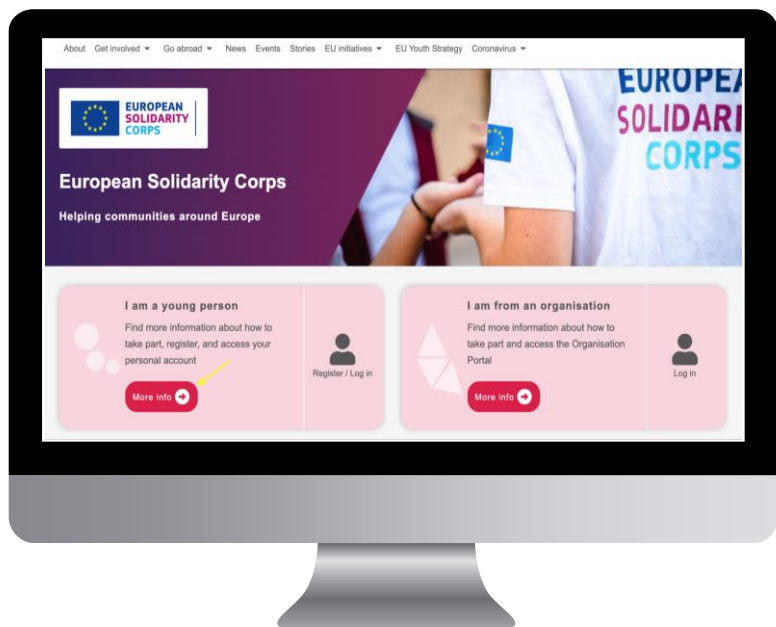 About Get involved Go abroad News Events Stories EU initiatives EU Youth Strategy Coronavirus
EUROPEAN
SOLIDARITY
CORPS
European Solidarity Corps
Helping communities around Europe
EUROPEA
SOLIDARI
CORPS
I am a young person
Find more information about how to
take part, register, and access your
personal account
More info
Register / Log in
I am from an organisation
Find more information about how to
take part and access the Organisation
Portal
More info
Log in